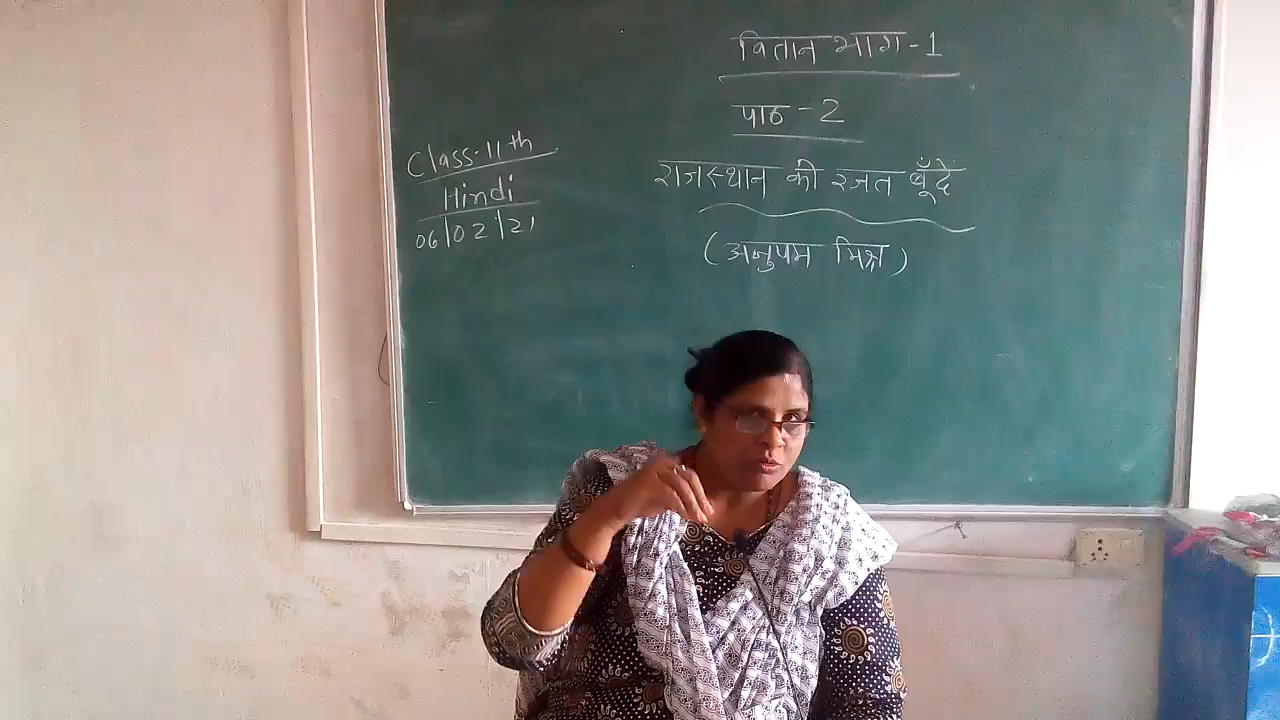 Class-11th
Hindi
06/02/21
वितान भाग-1
पाठ-2
राजस्थान की रजत बूँदें
(अनुपम मिश्र)